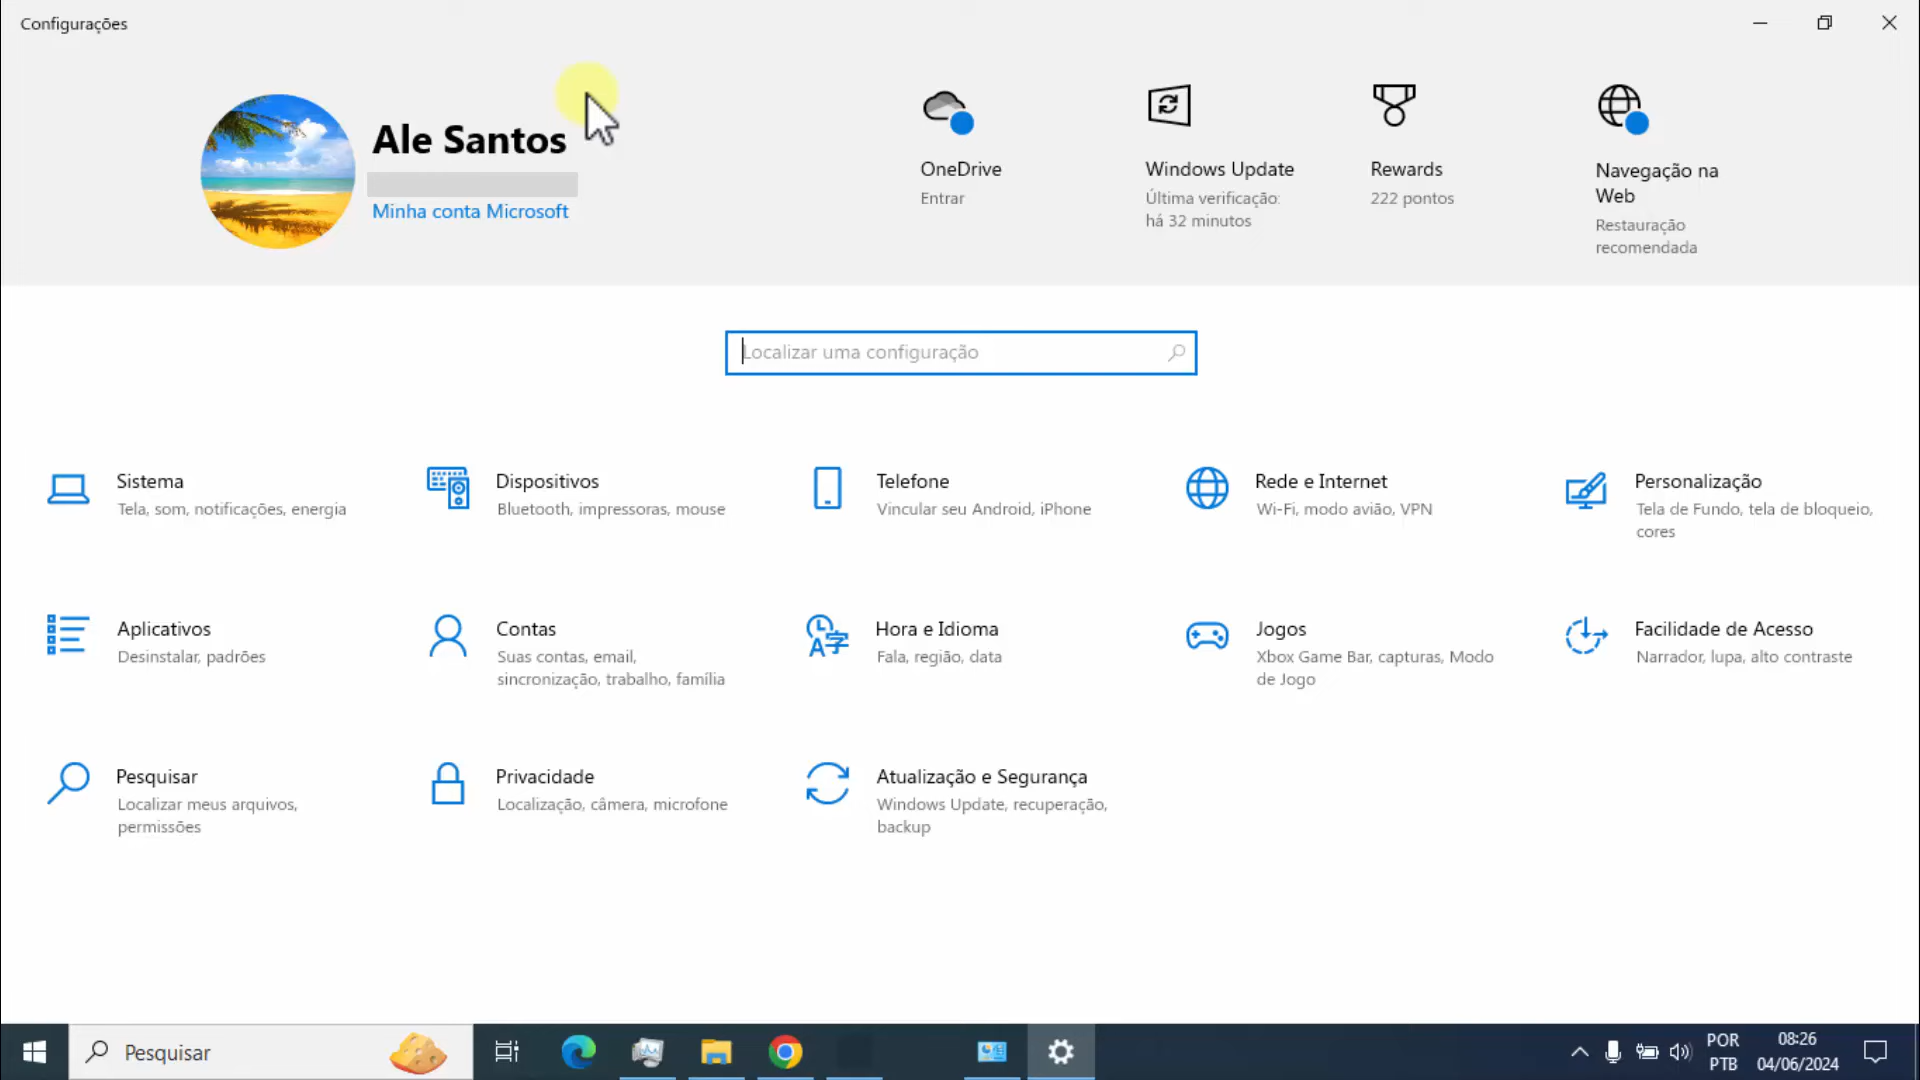 Configurações
Ale Santos
Minha conta Microsoft
OneDrive
Entrar
Windows Update
Última verificação:
há 32 minutos
Rewards
222 pontos
Navegação na
Web
Restauração
recomendada
Localizar uma configuração
Sistema
Tela, som, notificações, energia
Dispositivos
Bluetooth, impressoras, mouse
Telefone
Vincular seu Android, iPhone
Rede e Internet
Wi-Fi, modo avião, VPN
Personalização
Tela de Fundo, tela de bloqueio,
cores
Aplicativos
Desinstalar, padrões
Contas
Suas contas, email,
sincronização, trabalho, família
Hora e Idioma
Fala, região, data
Jogos
Xbox Game Bar, capturas, Modo
de Jogo
Facilidade de Acesso
Narrador, lupa, alto contraste
Pesquisar
Localizar meus arquivos,
permissões
Privacidade
Localização, câmera, microfone
Atualização e Segurança
Windows Update, recuperação,
backup
Pesquisar
POR
PTB
08:26
04/06/2024